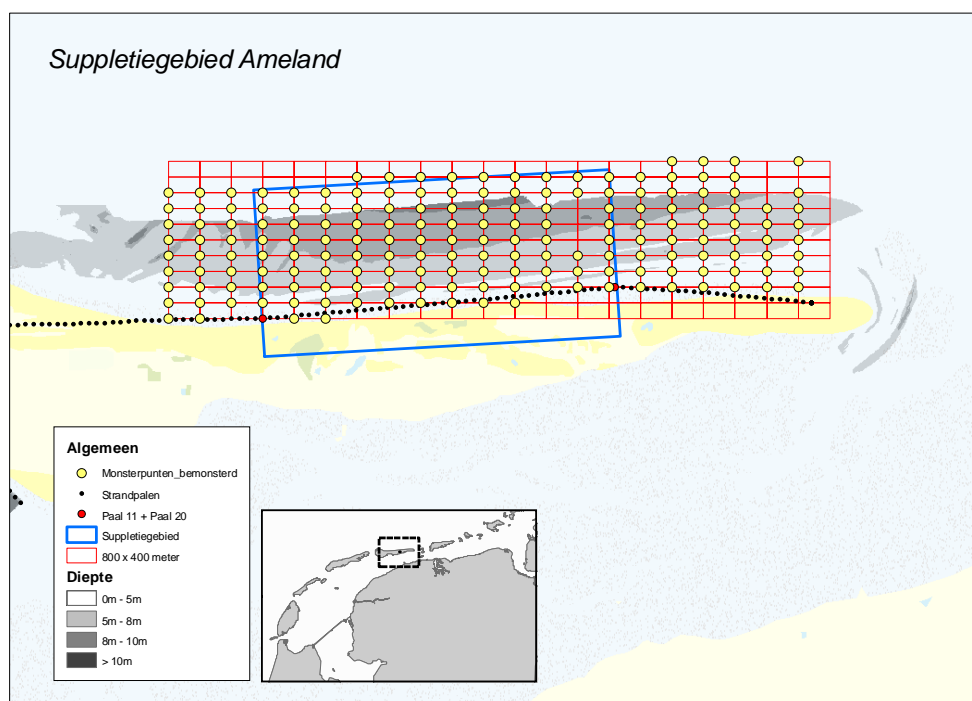 Suppletiegebied Ameland
Algemeen
Monsterpunten_bemonsterd
Strandpalen
Paal 11 + Paal 20
Suppletiegebied
800 x 400 meter
Diepte
0m - 5m
5m - 8m
8m - 10m
> 10m